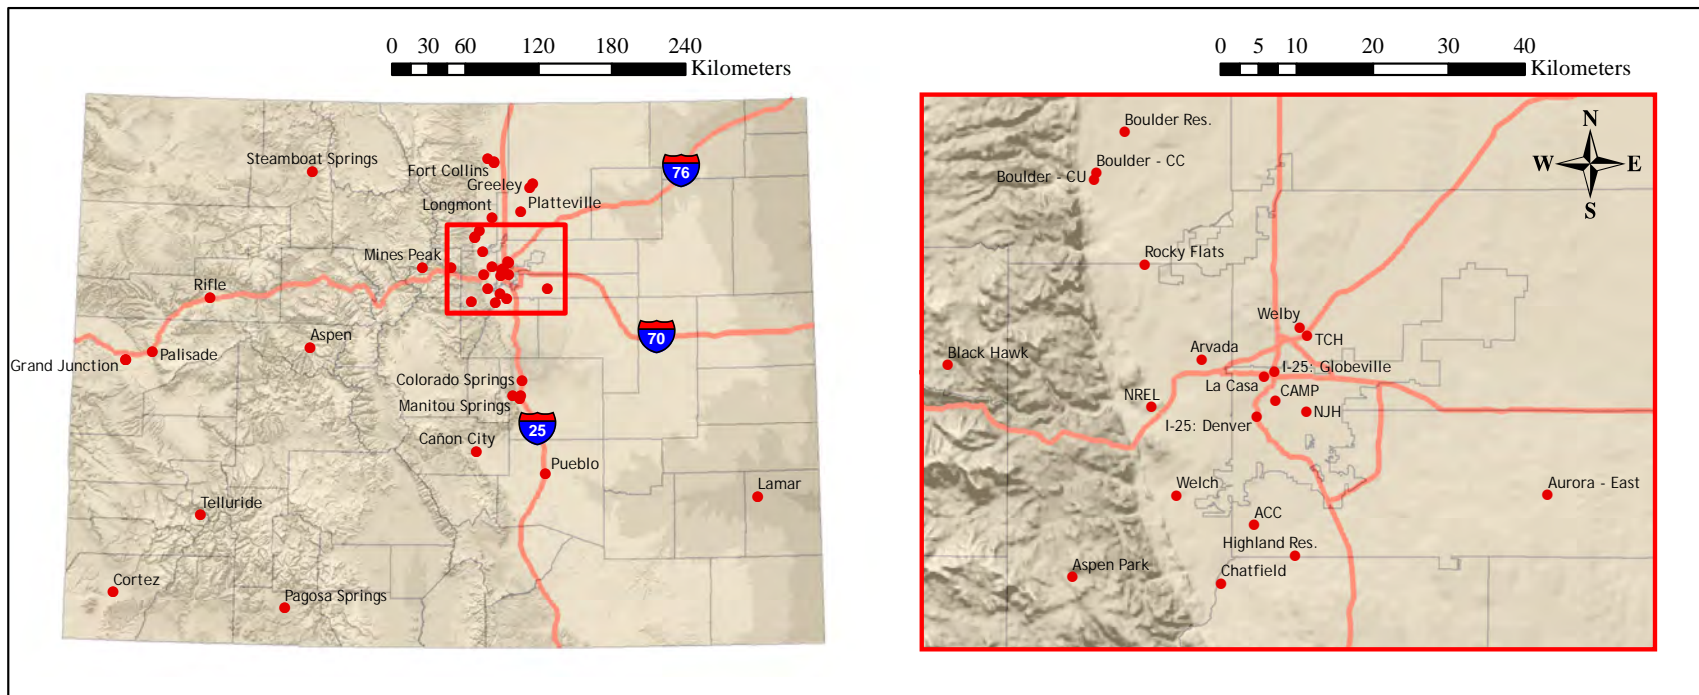 0 30 60 120 180 240
Kilometers
Steamboat Springs
Fort Collins
Greeley
Longmont
Platteville
76
Mines Peak
Rifle
70
Aspen
Palisade
Grand Junction
Colorado Springs
Manitou Springs
25
Cañon City
Pueblo
Lamar
Telluride
Cortez
Pagosa Springs
0 5 10 20 30 40
Kilometers
N
W E
S
Boulder Res.
Boulder - CC
Boulder - CU
Rocky Flats
Welby
TCH
Arvada
Black Hawk
I-25: Globeville
La Casa
CAMP
NREL
NJH
I-25: Denver
Welch
Aurora - East
ACC
Highland Res.
Aspen Park
Chatfield